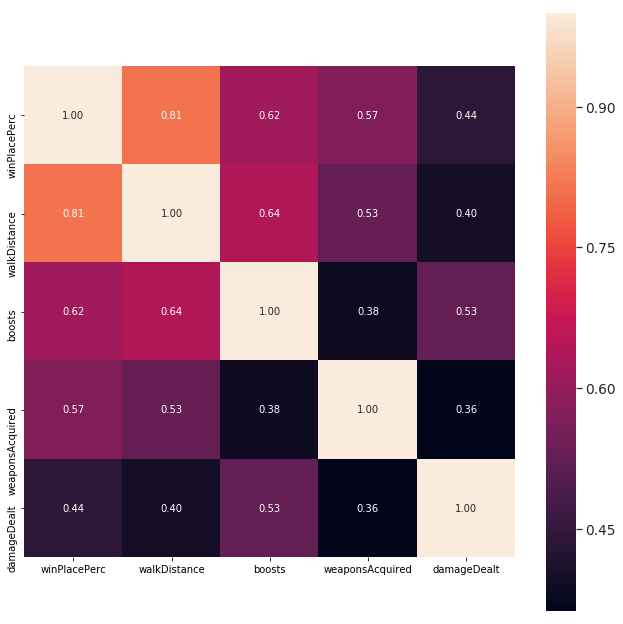 winPlacePerc 1.00 0.81 0.62 0.57 0.44
walkDistance 0.81 1.00 0.64 0.53 0.40
boosts 0.62 0.64 1.00 0.38 0.53
weaponsAcquired 0.57 0.53 0.38 1.00 0.36
damageDealt 0.44 0.40 0.53 0.36 1.00
winPlacePerc walkDistance boosts weaponsAcquired damageDealt
0.90
0.75
0.60
0.45